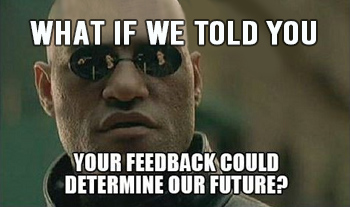 WHAT IF WE TOLD YOU
YOUR FEEDBACK COULD
DETERMINE OUR FUTURE?